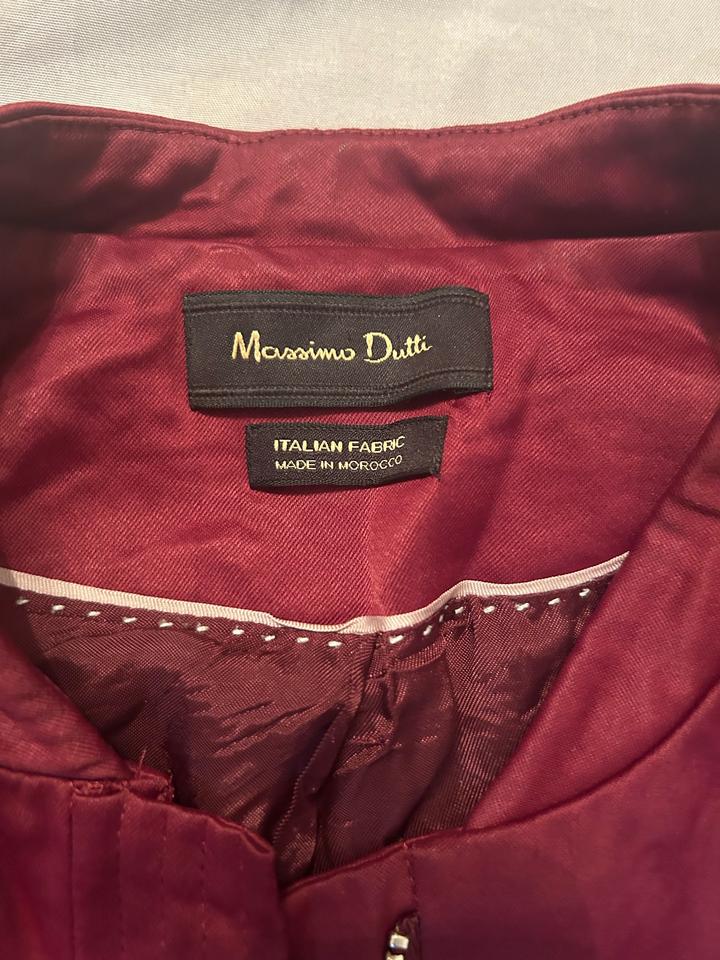 Massimo Dutti
ITALIAN FABRIC
MADE IN MOROCCO